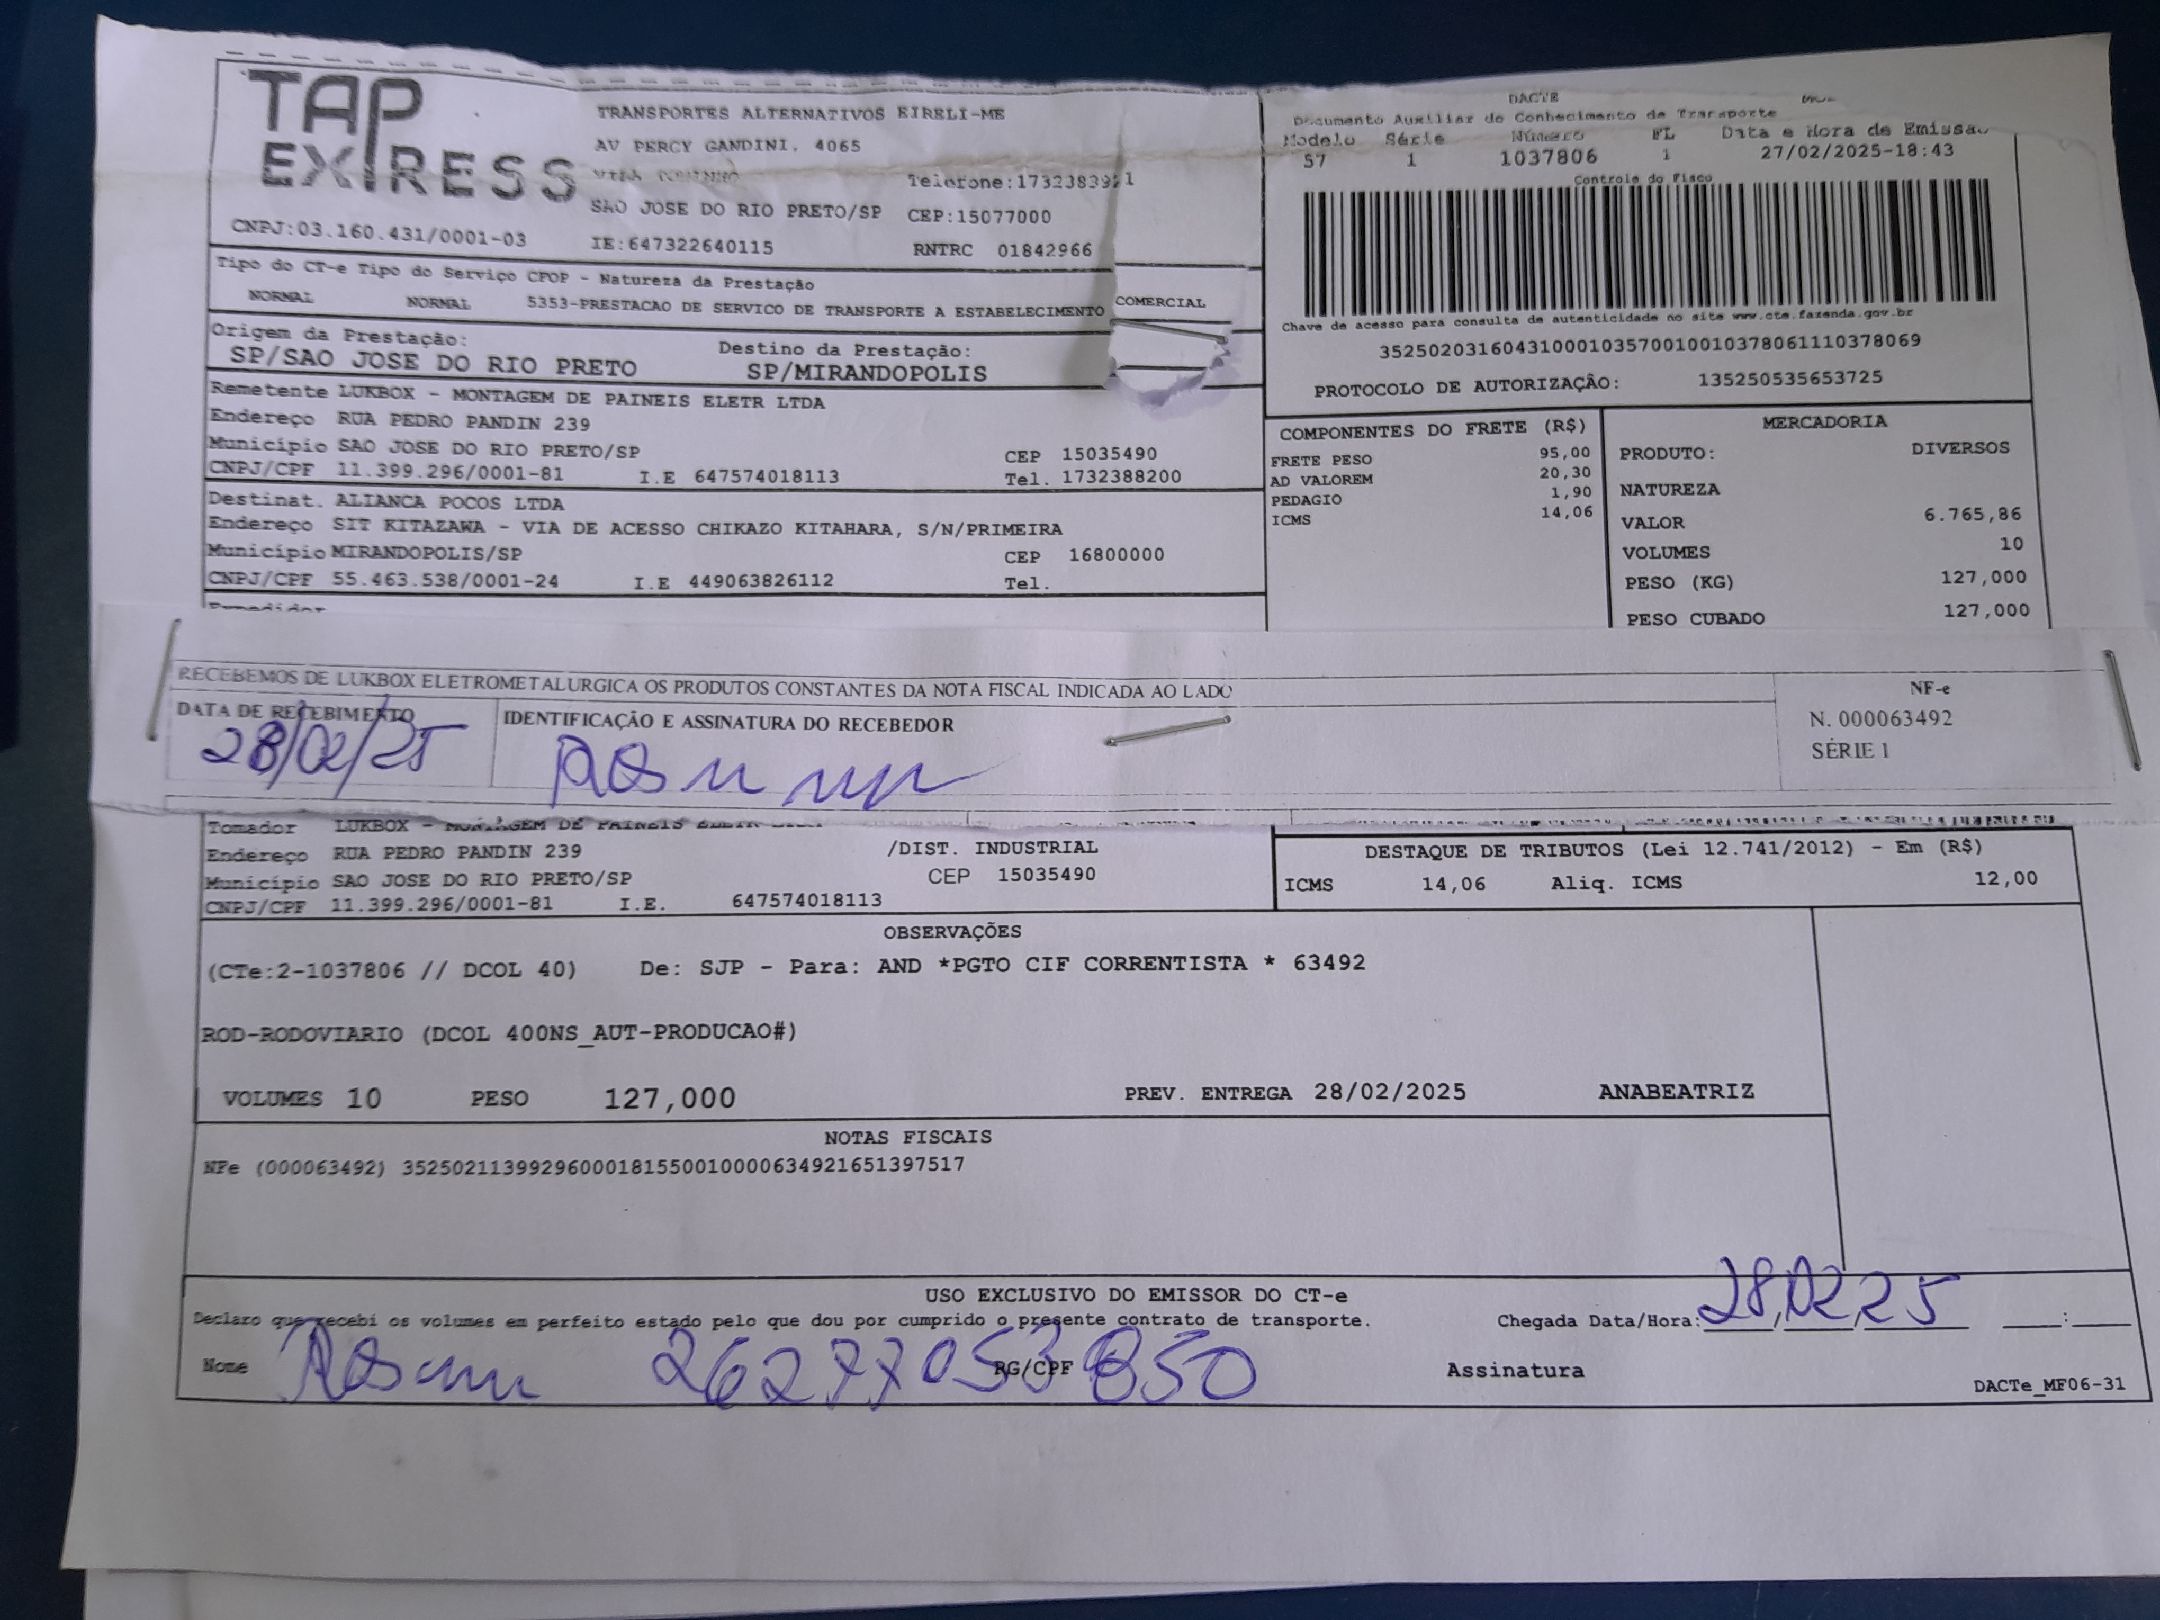 TAP EXPRESS
TRANSPORTES ALTERNATIVOS EIRELI-ME
AV PERCY GANDINI, 4065
SAO JOSE DO RIO PRETO/SP CEP:15077000
CNPJ:03.160.431/0001-03 IE:647322640115 RNTRC 01842966
Tipo do CT-e Tipo do Serviço CFOP - Natureza da Prestação
NORMAL NORMAL 5353-PRESTACAO DE SERVICO DE TRANSPORTE A ESTABELECIMENTO COMERCIAL
Origem da Prestação: Destino da Prestação:
SP/SAO JOSE DO RIO PRETO SP/MIRANDOPOLIS
Remetente LUKBOX - MONTAGEM DE PAINEIS ELETR LTDA
Endereço RUA PEDRO PANDIN 239
Município SAO JOSE DO RIO PRETO/SP CEP 15035490
CNPJ/CPF 11.399.296/0001-81 I.E 647574018113 Tel. 1732388200
Destinat. ALIANCA POCOS LTDA
Endereço SIT KITAZAWA - VIA DE ACESSO CHIKAZO KITAHARA, S/N/PRIMEIRA
Município MIRANDOPOLIS/SP CEP 16800000
CNPJ/CPF 55.463.538/0001-24 I.E 449063826112 Tel.
DACTE
Documento Auxiliar do Conhecimento de Transporte
Modelo Série Número FL Data e Hora de Emissão
57 1 1037806 1 27/02/2025-18:43
Controle do Fisco
Chave de acesso para consulta de autenticidade no site www.cte.fazenda.gov.br
35250203160431000103570010010378061110378069
PROTOCOLO DE AUTORIZAÇÃO: 135250535653725
COMPONENTES DO FRETE (R$)
FRETE PESO 95,00
AD VALOREM 20,30
PEDAGIO 1,90
ICMS 14,06
MERCADORIA
PRODUTO: DIVERSOS
NATUREZA
VALOR 6.765,86
VOLUMES 10
PESO (KG) 127,000
PESO CUBADO 127,000
RECEBEMOS DE LUKBOX ELETROMETALURGICA OS PRODUTOS CONSTANTES DA NOTA FISCAL INDICADA AO LADO
DATA DE RECEBIMENTO
28/02/25
IDENTIFICAÇÃO E ASSINATURA DO RECEBEDOR
NF-e
N. 000063492
SÉRIE 1
Tomador LUKBOX - MONTAGEM DE PAINEIS
Endereço RUA PEDRO PANDIN 239 /DIST. INDUSTRIAL
Município SAO JOSE DO RIO PRETO/SP CEP 15035490
CNPJ/CPF 11.399.296/0001-81 I.E. 647574018113
DESTAQUE DE TRIBUTOS (Lei 12.741/2012) - Em (R$)
ICMS 14,06 Aliq. ICMS 12,00
OBSERVAÇÕES
(CTe:2-1037806 // DCOL 40) De: SJP - Para: AND *PGTO CIF CORRENTISTA * 63492
ROD-RODOVIARIO (DCOL 400NS_AUT-PRODUCAO#)
VOLUMES 10 PESO 127,000 PREV. ENTREGA 28/02/2025 ANABEATRIZ
NOTAS FISCAIS
NFe (000063492) 35250211399296000181550010000634921651397517
USO EXCLUSIVO DO EMISSOR DO CT-e
Declaro que recebi os volumes em perfeito estado pelo que dou por cumprido o presente contrato de transporte. Chegada Data/Hora: 28/02/25 :
Nome 26277053850 RG/CPF Assinatura
DACTe_MF06-31